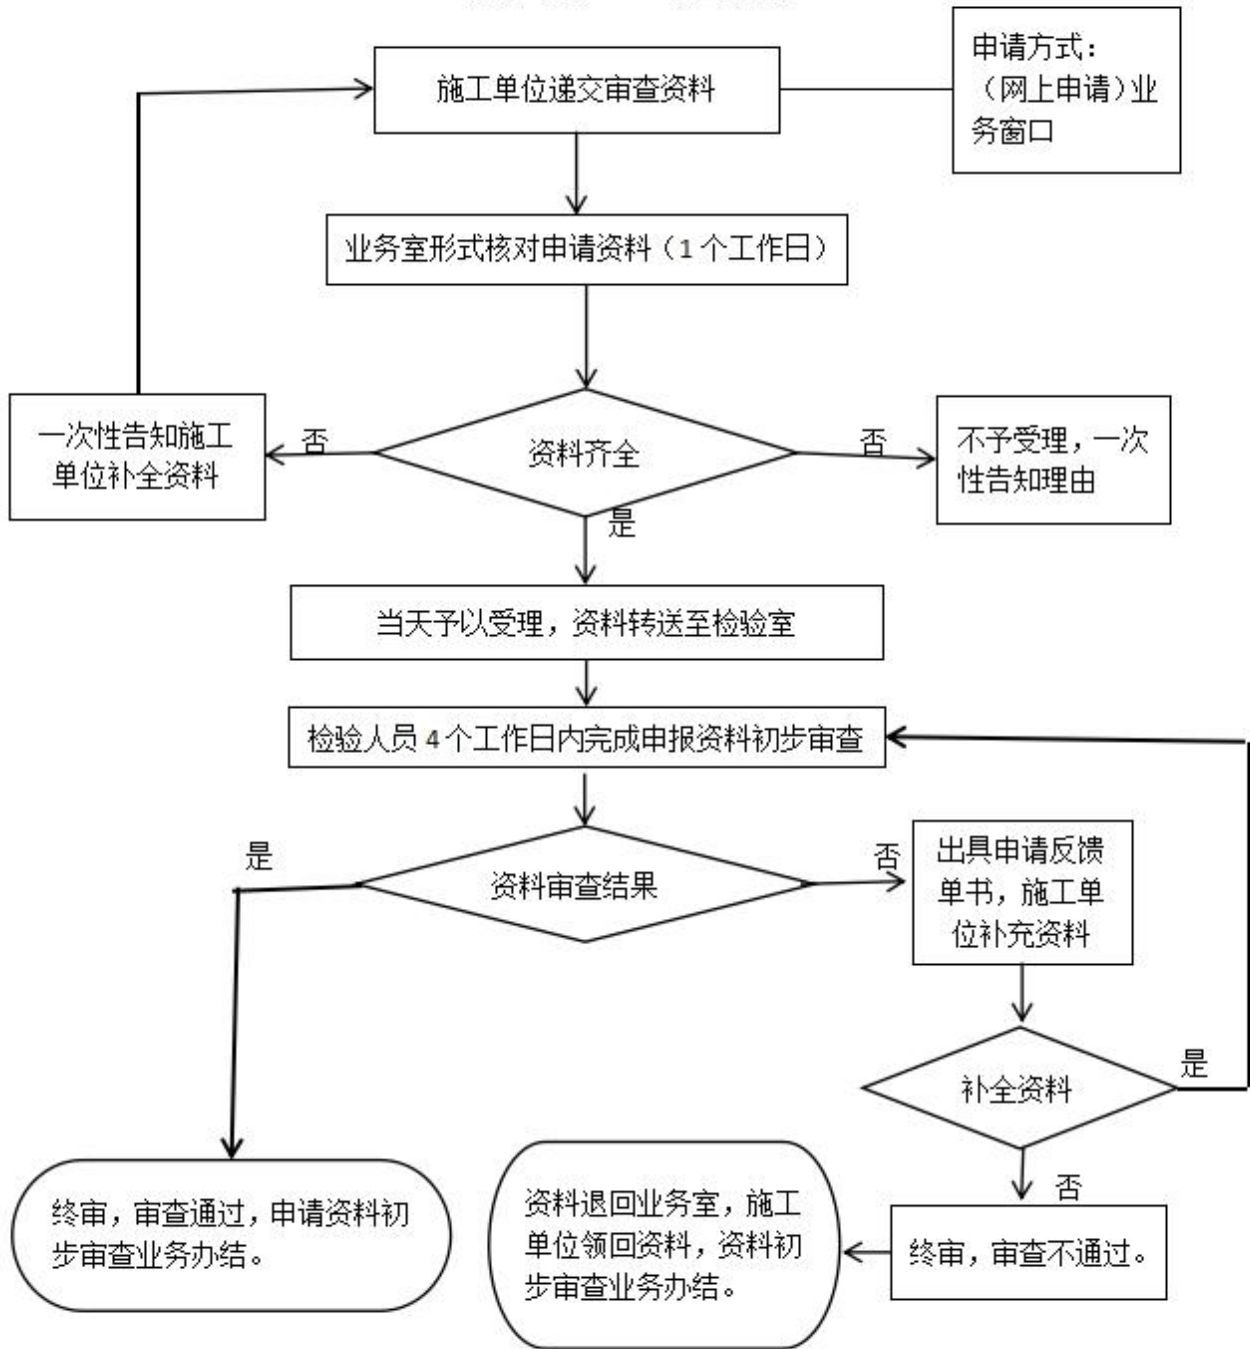 申请方式：
（网上申请）业
务窗口
施工单位递交审查资料
业务室形式核对申请资料（1个工作日）
一次性告知施工
单位补全资料
否
资料齐全
否
不予受理，一次
性告知理由
是
当天予以受理，资料转送至检验室
检验人员 4 个工作日内完成申报资料初步审查
是
资料审查结果
否
出具申请反馈
单书，施工单
位补充资料
补全资料
是
否
终审，审查通过，申请资料初
步审查业务办结。
资料退回业务室，施工
单位领回资料，资料初
步审查业务办结。
终审，审查不通过。